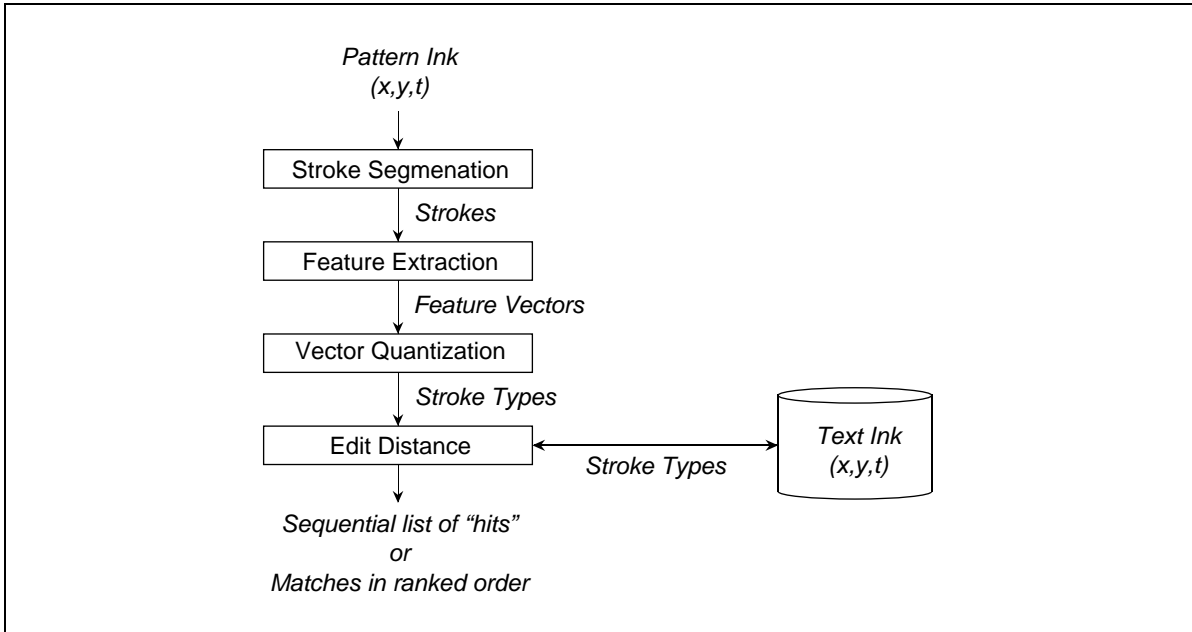 Pattern Ink
(x,y,t)
Stroke Segmenation
Strokes
Feature Extraction
Feature Vectors
Vector Quantization
Stroke Types
Edit Distance
Stroke Types
Text Ink
(x,y,t)
Sequential list of “hits”
or
Matches in ranked order